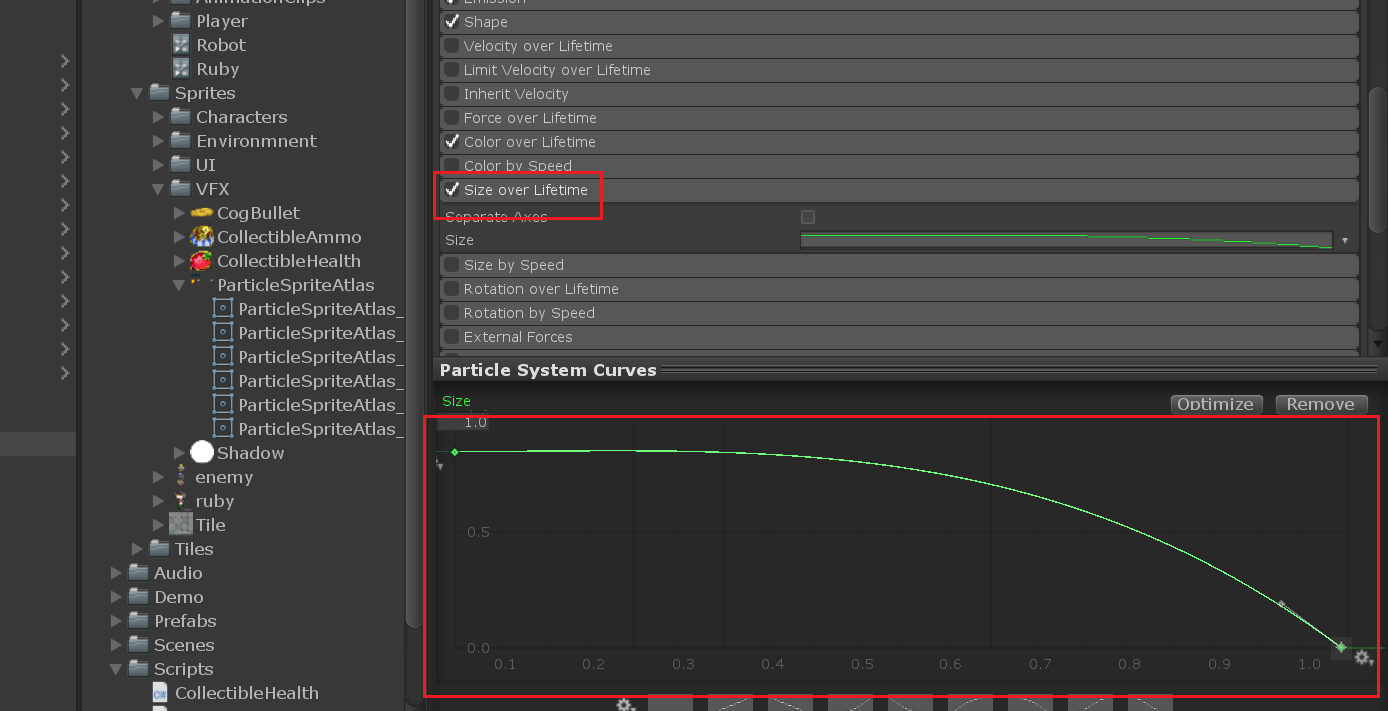 AnimationClips
Player
Robot
Ruby
Sprites
Characters
Environmnent
UI
VFX
CogBullet
CollectibleAmmo
CollectibleHealth
ParticleSpriteAtlas
ParticleSpriteAtlas_
ParticleSpriteAtlas_
ParticleSpriteAtlas_
ParticleSpriteAtlas_
ParticleSpriteAtlas_
ParticleSpriteAtlas_
Shadow
enemy
ruby
Tile
Tiles
Audio
Demo
Prefabs
Scenes
Scripts
CollectibleHealth
Emission
Shape
Velocity over Lifetime
Limit Velocity over Lifetime
Inherit Velocity
Force over Lifetime
Color over Lifetime
Color by Speed
Size over Lifetime
Separate Axes
Size
Size by Speed
Rotation over Lifetime
Rotation by Speed
External Forces
Particle System Curves
Size Optimize Remove
1.0
0.5
0.0
0.1 0.2 0.3 0.4 0.5 0.6 0.7 0.8 0.9 1.0